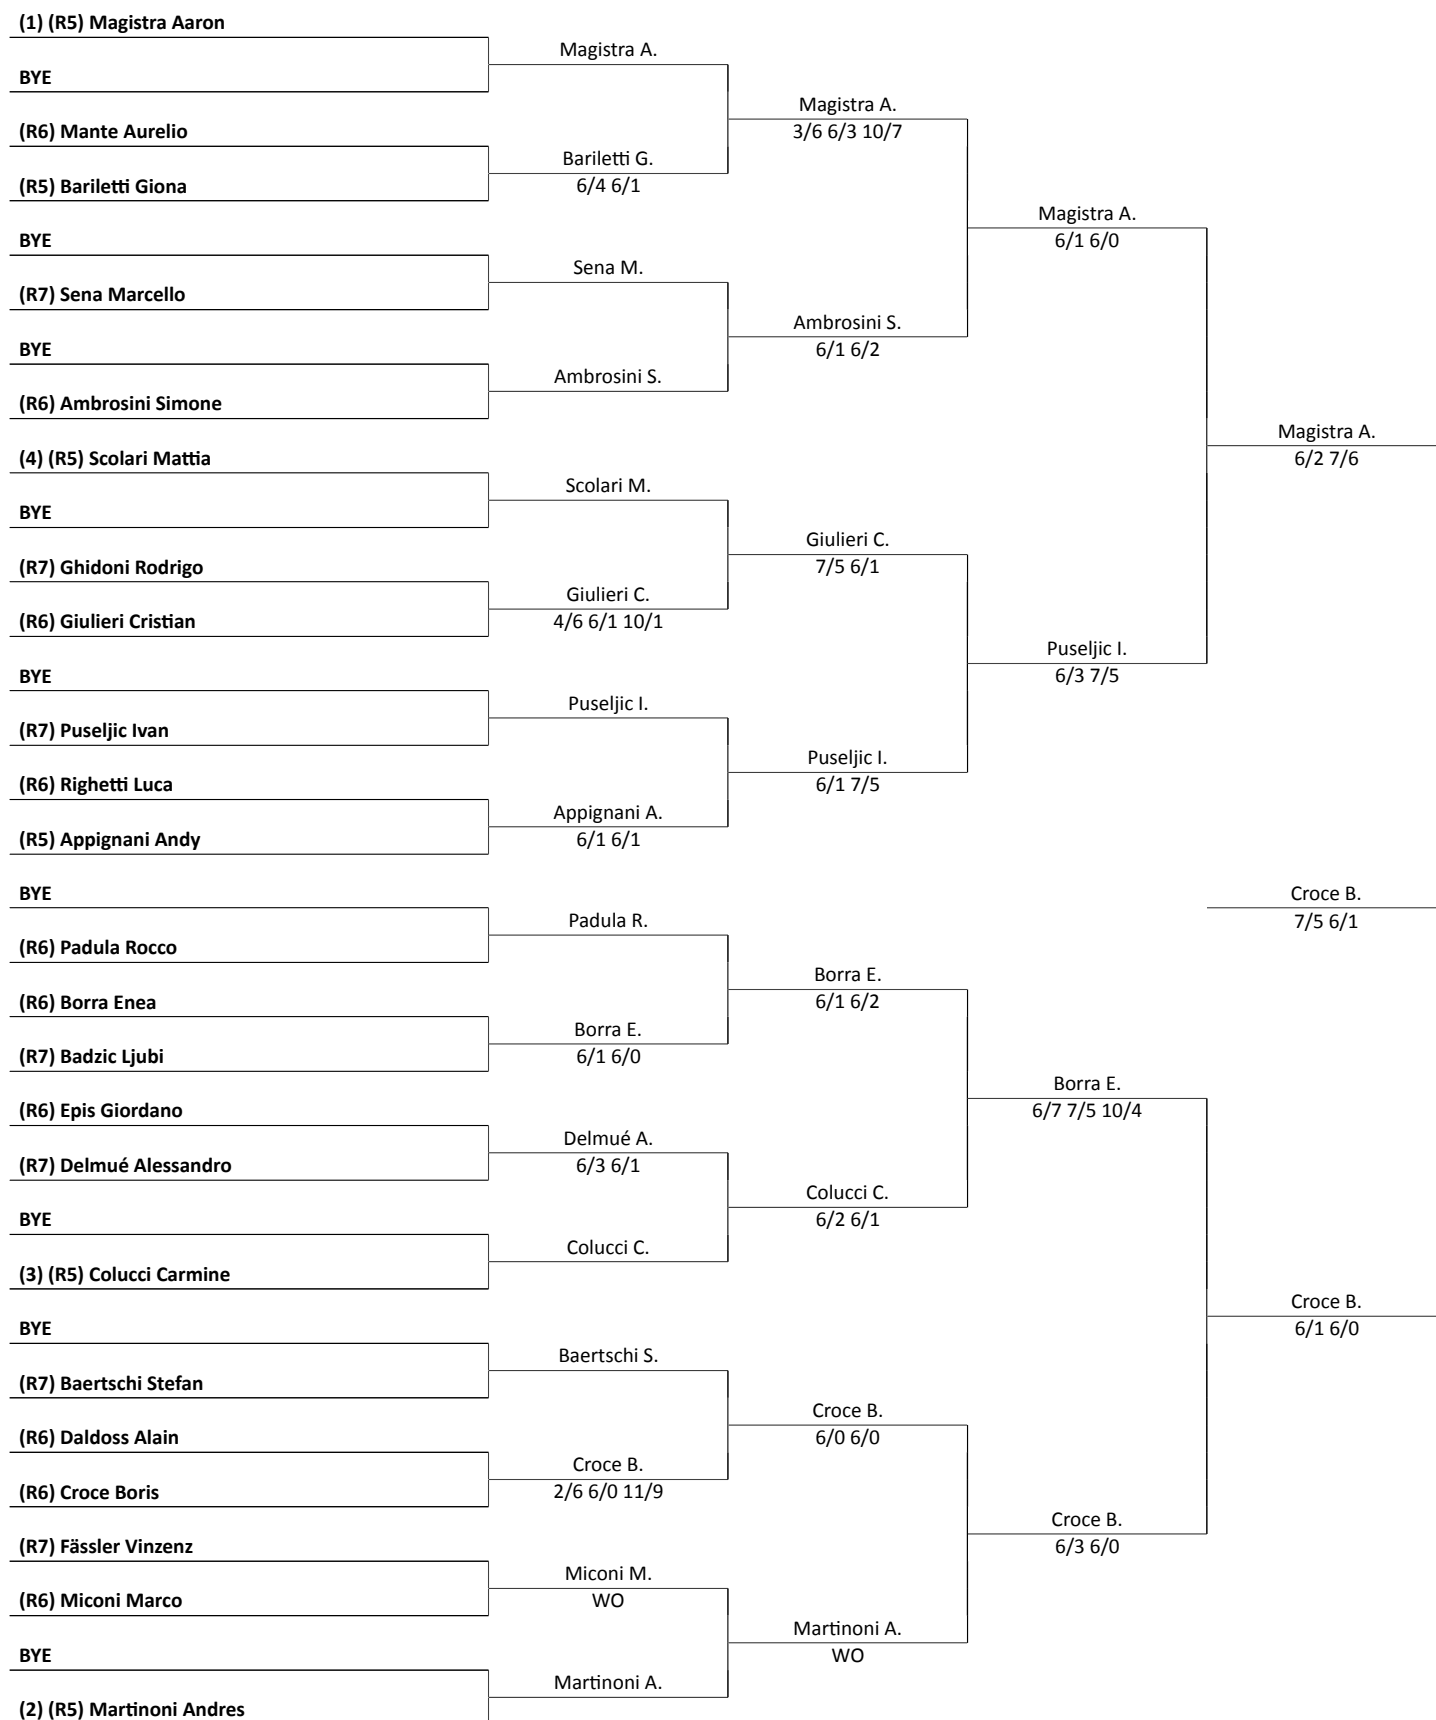 (1) (R5) Magistra Aaron
Magistra A.
BYE
Magistra A.
3/6 6/3 10/7
(R6) Mante Aurelio
Bariletti G.
6/4 6/1
(R5) Bariletti Giona
Magistra A.
6/1 6/0
BYE
Sena M.
(R7) Sena Marcello
Ambrosini S.
6/1 6/2
BYE
Ambrosini S.
(R6) Ambrosini Simone
Magistra A.
6/2 7/6
(4) (R5) Scolari Mattia
Scolari M.
BYE
Giulieri C.
7/5 6/1
(R7) Ghidoni Rodrigo
Giulieri C.
4/6 6/1 10/1
(R6) Giulieri Cristian
Puseljic I.
6/3 7/5
BYE
Puseljic I.
(R7) Puseljic Ivan
Puseljic I.
6/1 7/5
(R6) Righetti Luca
Appignani A.
6/1 6/1
(R5) Appignani Andy
BYE
Croce B.
7/5 6/1
Padula R.
(R6) Padula Rocco
Borra E.
6/1 6/2
(R6) Borra Enea
Borra E.
6/1 6/0
(R7) Badzic Ljubi
Borra E.
6/7 7/5 10/4
(R6) Epis Giordano
Delmué A.
6/3 6/1
(R7) Delmué Alessandro
Colucci C.
6/2 6/1
BYE
Colucci C.
(3) (R5) Colucci Carmine
Croce B.
6/1 6/0
BYE
Baertschi S.
(R7) Baertschi Stefan
Croce B.
6/0 6/0
(R6) Daldoss Alain
Croce B.
2/6 6/0 11/9
(R6) Croce Boris
Croce B.
6/3 6/0
(R7) Fässler Vinzenz
Miconi M.
WO
(R6) Miconi Marco
Martinoni A.
WO
BYE
Martinoni A.
(2) (R5) Martinoni Andres